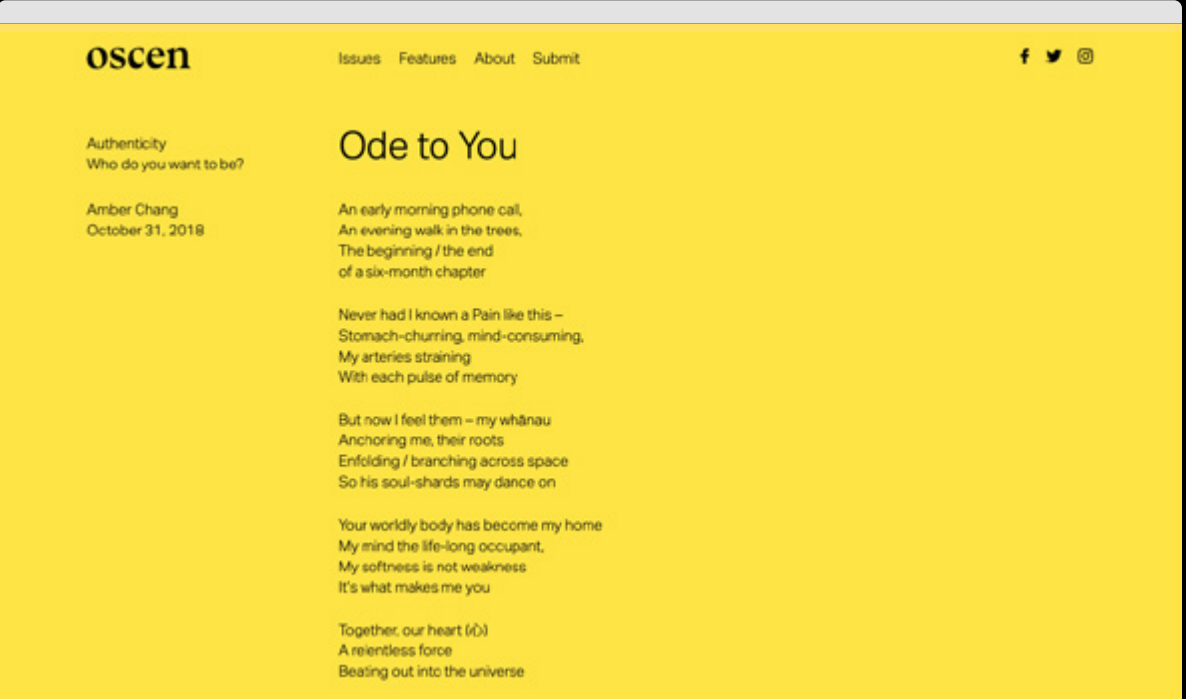 oscen
Issues Features About Submit
Authenticity
Who do you want to be?
Amber Chang
October 31, 2018
Ode to You
An early morning phone call,
An evening walk in the trees,
The beginning / the end
of a six-month chapter
Never had I known a Pain like this –
Stomach-churning, mind-consuming,
My arteries straining
With each pulse of memory
But now I feel them – my whānau
Anchoring me, their roots
Enfolding / branching across space
So his soul-shards may dance on
Your worldly body has become my home
My mind the life-long occupant,
My softness is not weakness
It's what makes me you
Together, our heart (心)
A relentless force
Beating out into the universe